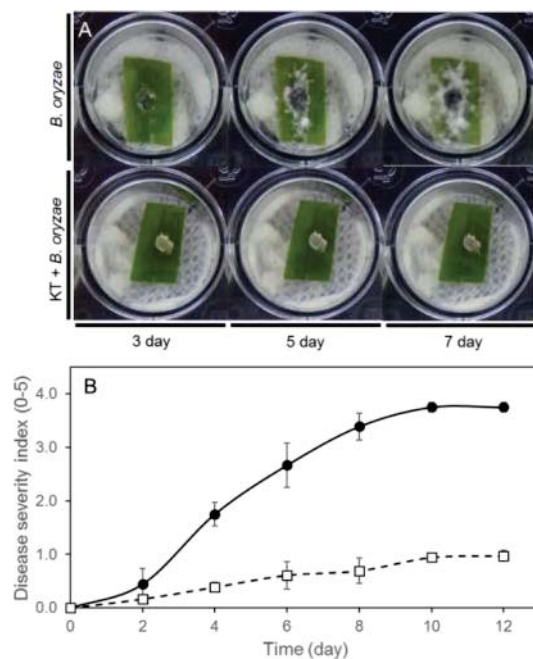 A
B. oryzae
KT + B. oryzae
3 day
5 day
7 day
B
Disease severity index (0-5)
4.0
3.0
2.0
1.0
0.0
0
2
4
6
8
10
12
Time (day)